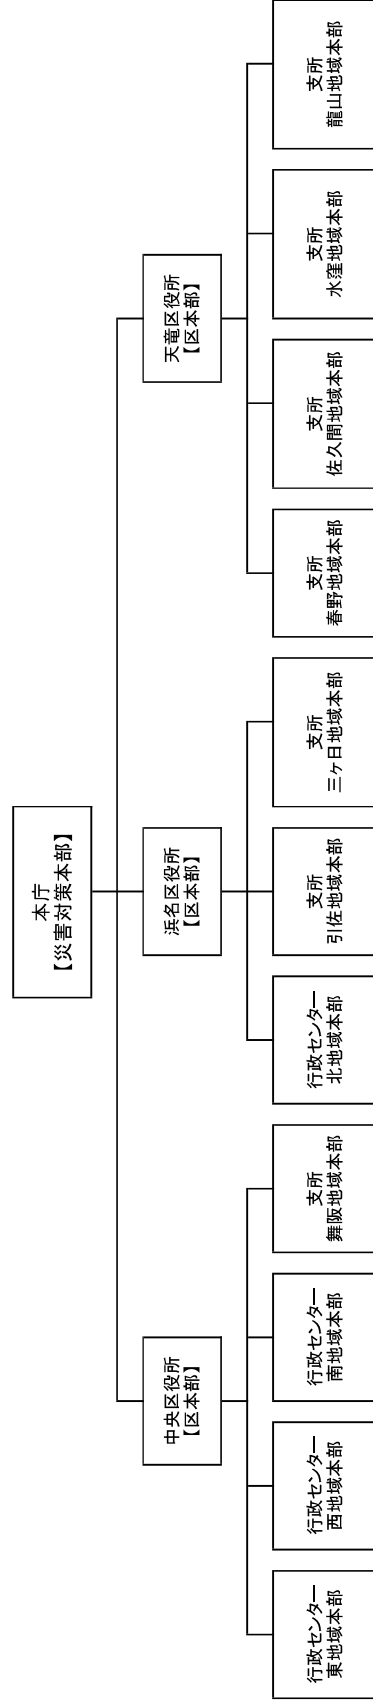 本庁
【災害対策本部】
中央区役所
【区本部】
浜名区役所
【区本部】
天竜区役所
【区本部】
行政センター
東地域本部
行政センター
西地域本部
行政センター
南地域本部
支所
舞阪地域本部
行政センター
北地域本部
支所
引佐地域本部
支所
三ヶ日地域本部
支所
春野地域本部
支所
佐久間地域本部
支所
水窪地域本部
支所
龍山地域本部